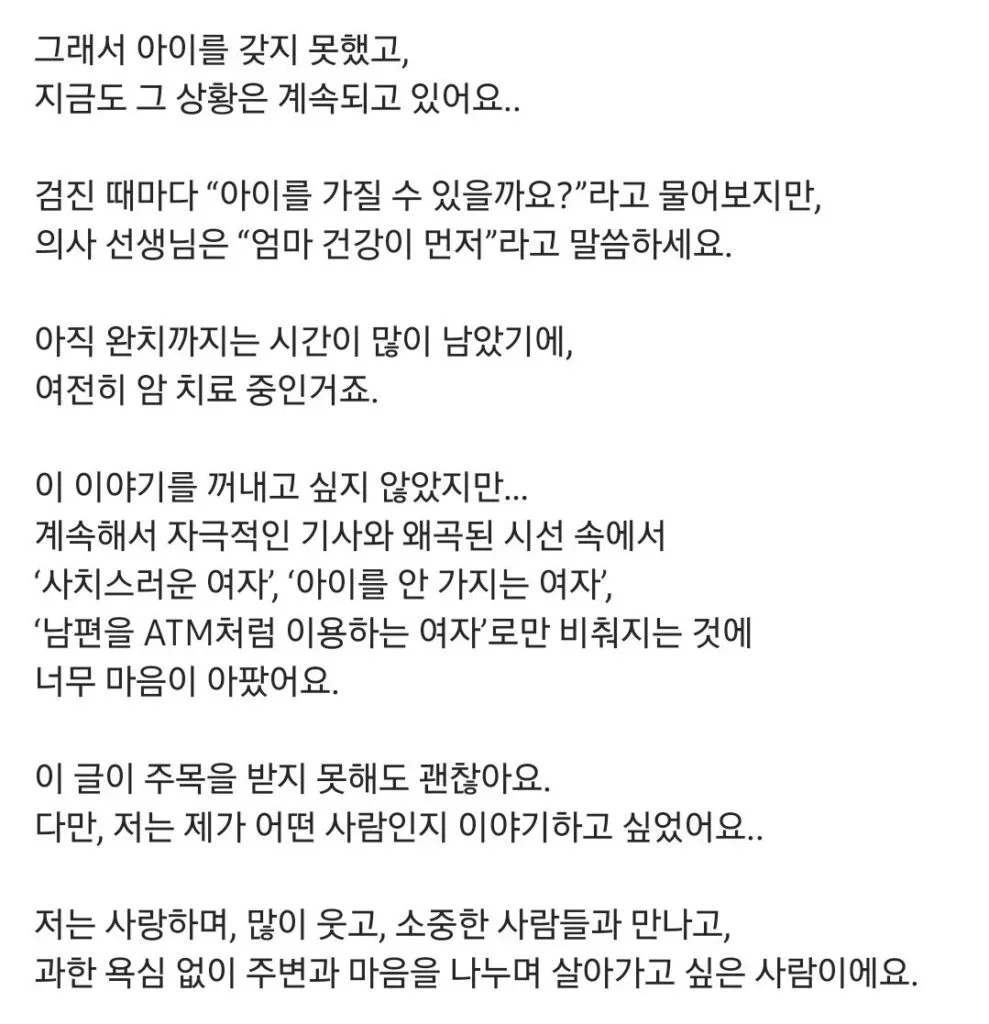 그래서 아이를 갖지 못했고,
지금도 그 상황은 계속되고 있어요..
검진 때마다 “아이를 가질 수 있을까요?”라고 물어보지만,
의사 선생님은 “엄마 건강이 먼저”라고 말씀하세요.
아직 완치까지는 시간이 많이 남았기에,
여전히 암 치료 중인거죠.
이 이야기를 꺼내고 싶지 않았지만...
계속해서 자극적인 기사와 왜곡된 시선 속에서
‘사치스러운 여자’, ‘아이를 안 가지는 여자’,
‘남편을 ATM처럼 이용하는 여자’로만 비춰지는 것에
너무 마음이 아팠어요.
이 글이 주목을 받지 못해도 괜찮아요.
다만, 저는 제가 어떤 사람인지 이야기하고 싶었어요..
저는 사랑하며, 많이 웃고, 소중한 사람들과 만나고,
과한 욕심 없이 주변과 마음을 나누며 살아가고 싶은 사람이에요.